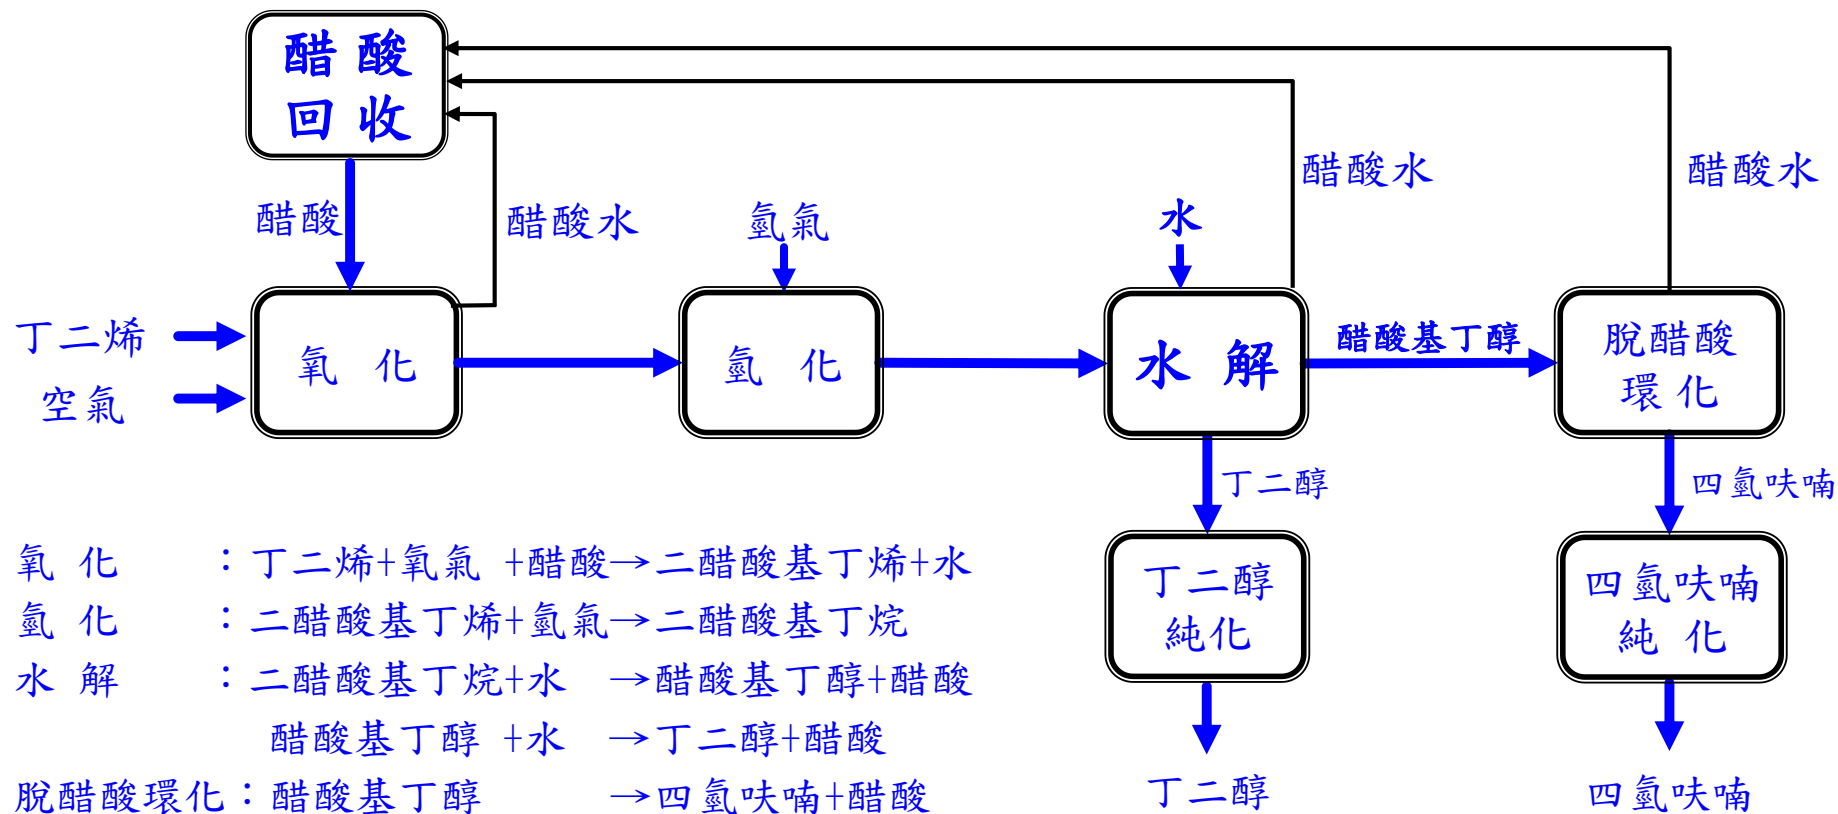 醋酸
回收
醋酸
醋酸水
氫氣
水
醋酸水
醋酸水
丁二烯
空氣
氧 化
氫 化
水 解
醋酸基丁醇
脫醋酸
環化
丁二醇
四氫呋喃
丁二醇
純化
四氫呋喃
純 化
丁二醇
四氫呋喃
氧 化 :丁二烯+氧氣 +醋酸→二醋酸基丁烯+水
氫 化 :二醋酸基丁烯+氫氣→二醋酸基丁烷
水 解 :二醋酸基丁烷+水 →醋酸基丁醇+醋酸
醋酸基丁醇 +水 →丁二醇+醋酸
脫醋酸環化:醋酸基丁醇 →四氫呋喃+醋酸